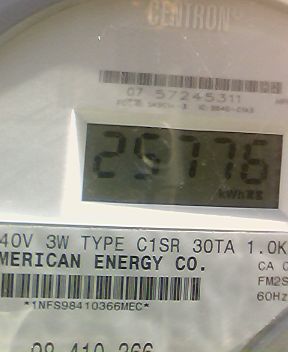 CENTRON
07 57245311
25776
kWh
40V 3W TYPE C1SR 30TA 1.0K
MERICAN ENERGY CO.
CA
FM2S
60Hz
*1NFS98410366MEC*
98 410 366